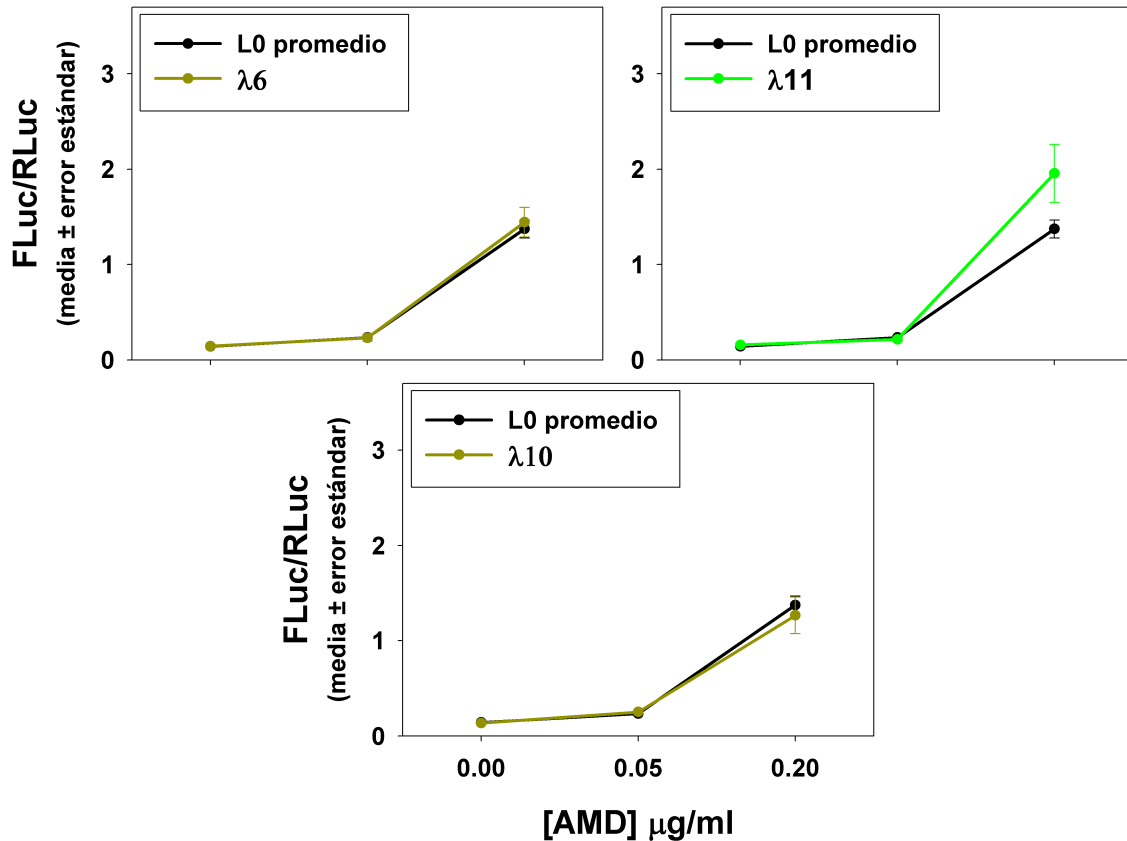 L0 promedio
λ6
3
2
1
0
FLuc/RLuc
(media ± error estándar)
L0 promedio
λ11
3
2
1
0
L0 promedio
λ10
3
2
1
0
FLuc/RLuc
(media ± error estándar)
0.00 0.05 0.20
[AMD] μg/ml